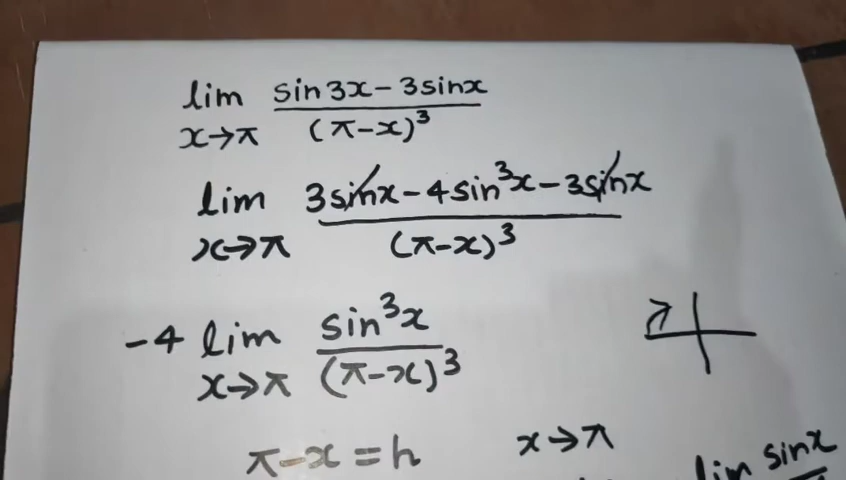 lim sin3x - 3sinx
x→π (π-x)³
lim 3sinx - 4sin³x - 3sinx
x→π (π-x)³
-4 lim sin³x
x→π (π-x)³
π-x = h x→π lim sinx